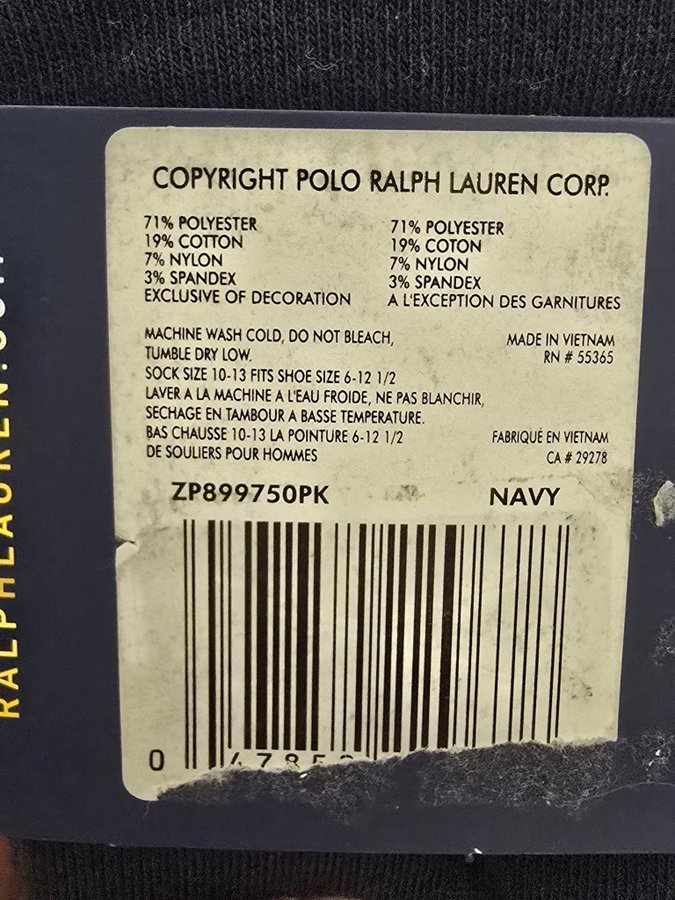 COPYRIGHT POLO RALPH LAUREN CORP.
71% POLYESTER
19% COTTON
7% NYLON
3% SPANDEX
EXCLUSIVE OF DECORATION
71% POLYESTER
19% COTON
7% NYLON
3% SPANDEX
A L'EXCEPTION DES GARNITURES
MACHINE WASH COLD, DO NOT BLEACH,
TUMBLE DRY LOW.
SOCK SIZE 10-13 FITS SHOE SIZE 6-12 1/2
LAVER A LA MACHINE A L'EAU FROIDE, NE PAS BLANCHIR,
SECHAGE EN TAMBOUR A BASSE TEMPERATURE.
BAS CHAUSSE 10-13 LA POINTURE 6-12 1/2
DE SOULIERS POUR HOMMES
MADE IN VIETNAM
RN # 55365
FABRIQUÉ EN VIETNAM
CA # 29278
ZP899750PK NAVY
0
RALPHLAUREN.COM